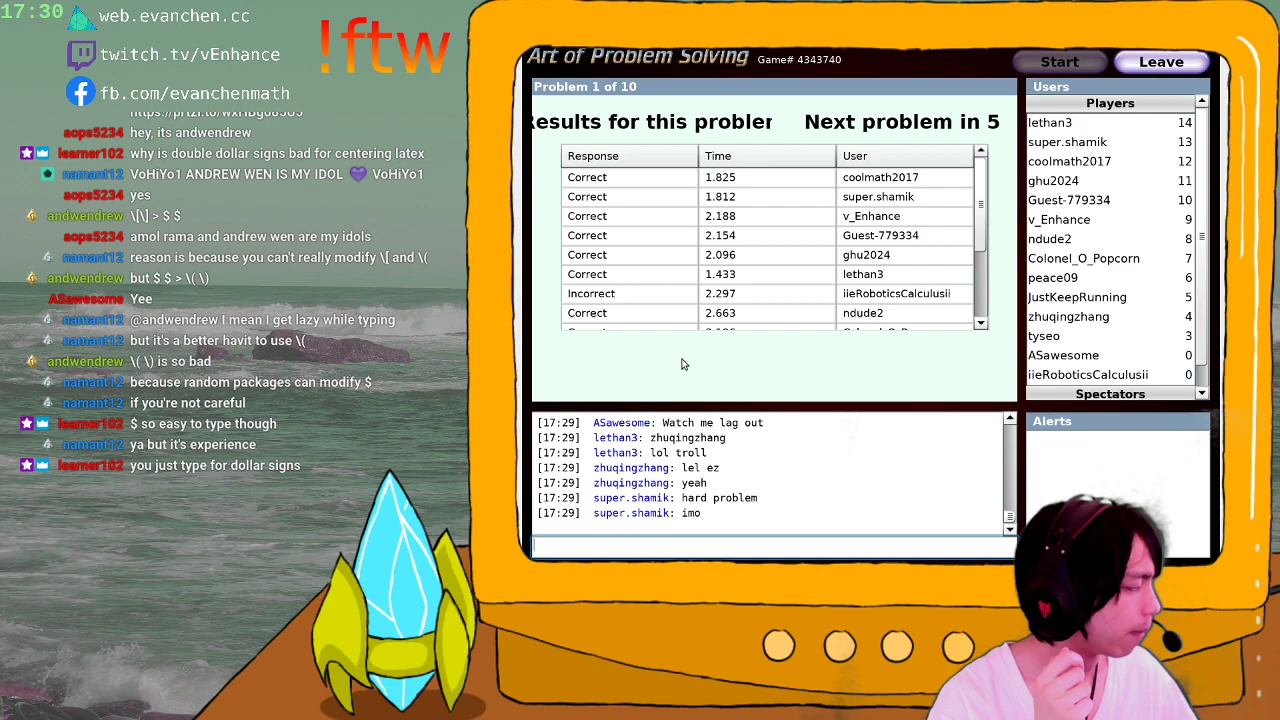 17:30
web.evanchen.cc
twitch.tv/vEnhance
fb.com/evanchenmath
!ftw
aops5234 hey, its andwendrew
learner102 why is double dollar signs bad for centering latex
namant12 VoHiYo1 ANDREW WEN IS MY IDOL 💜 VoHiYo1
aops5234 yes
andwendrew \[\] > $ $
aops5234 amol rama and andrew wen are my idols
namant12 reason is because you can't really modify \[ and \(
andwendrew but $ $ > \( \)
ASawesome Yee
namant12 @andwendrew I mean I get lazy while typing
namant12 but it's a better havit to use \(
andwendrew \( \) is so bad
namant12 because random packages can modify $
namant12 if you're not careful
learner102 $ so easy to type though
namant12 ya but it's experience
learner102 you just type for dollar signs
Art of Problem Solving Game# 4343740
Start Leave
Problem 1 of 10
Results for this problem Next problem in 5
Response Time User
Correct 1.825 coolmath2017
Correct 1.812 super.shamik
Correct 2.188 v_Enhance
Correct 2.154 Guest-779334
Correct 2.096 ghu2024
Correct 1.433 lethan3
Incorrect 2.297 iieRoboticsCalculusii
Correct 2.663 ndude2
Users
Players
lethan3 14
super.shamik 13
coolmath2017 12
ghu2024 11
Guest-779334 10
v_Enhance 9
ndude2 8
Colonel_O_Popcorn 7
peace09 6
JustKeepRunning 5
zhuqingzhang 4
tyseo 3
ASawesome 0
iieRoboticsCalculusii 0
Spectators
[17:29] ASawesome: Watch me lag out
[17:29] lethan3: zhuqingzhang
[17:29] lethan3: lol troll
[17:29] zhuqingzhang: lel ez
[17:29] zhuqingzhang: yeah
[17:29] super.shamik: hard problem
[17:29] super.shamik: imo
Alerts